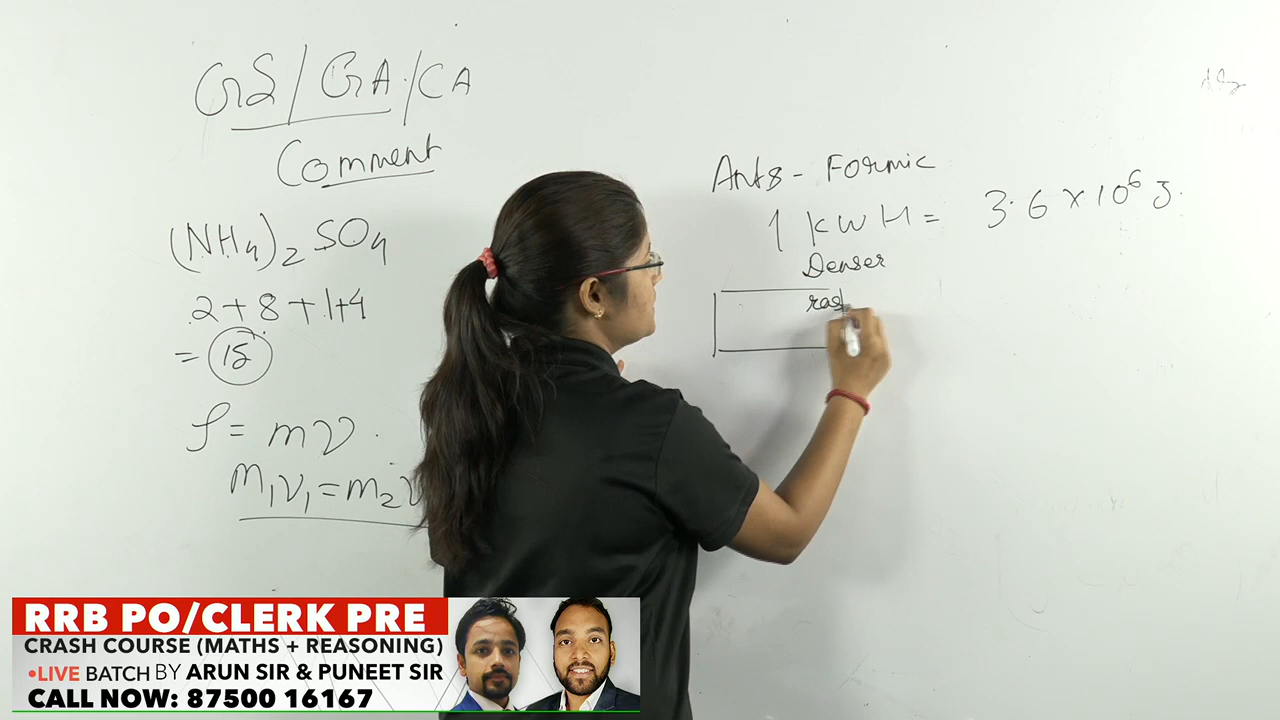 GS/GA/CA
Comment
(NH4)2 SO4
2+8+1+4
= 15
P = mv.
m1v1=m2v
Ants - Formic
1 KWH = 3.6 x 10^6 J.
Denser
RRB PO/CLERK PRE
CRASH COURSE (MATHS + REASONING)
•LIVE BATCH BY ARUN SIR & PUNEET SIR
CALL NOW: 87500 16167